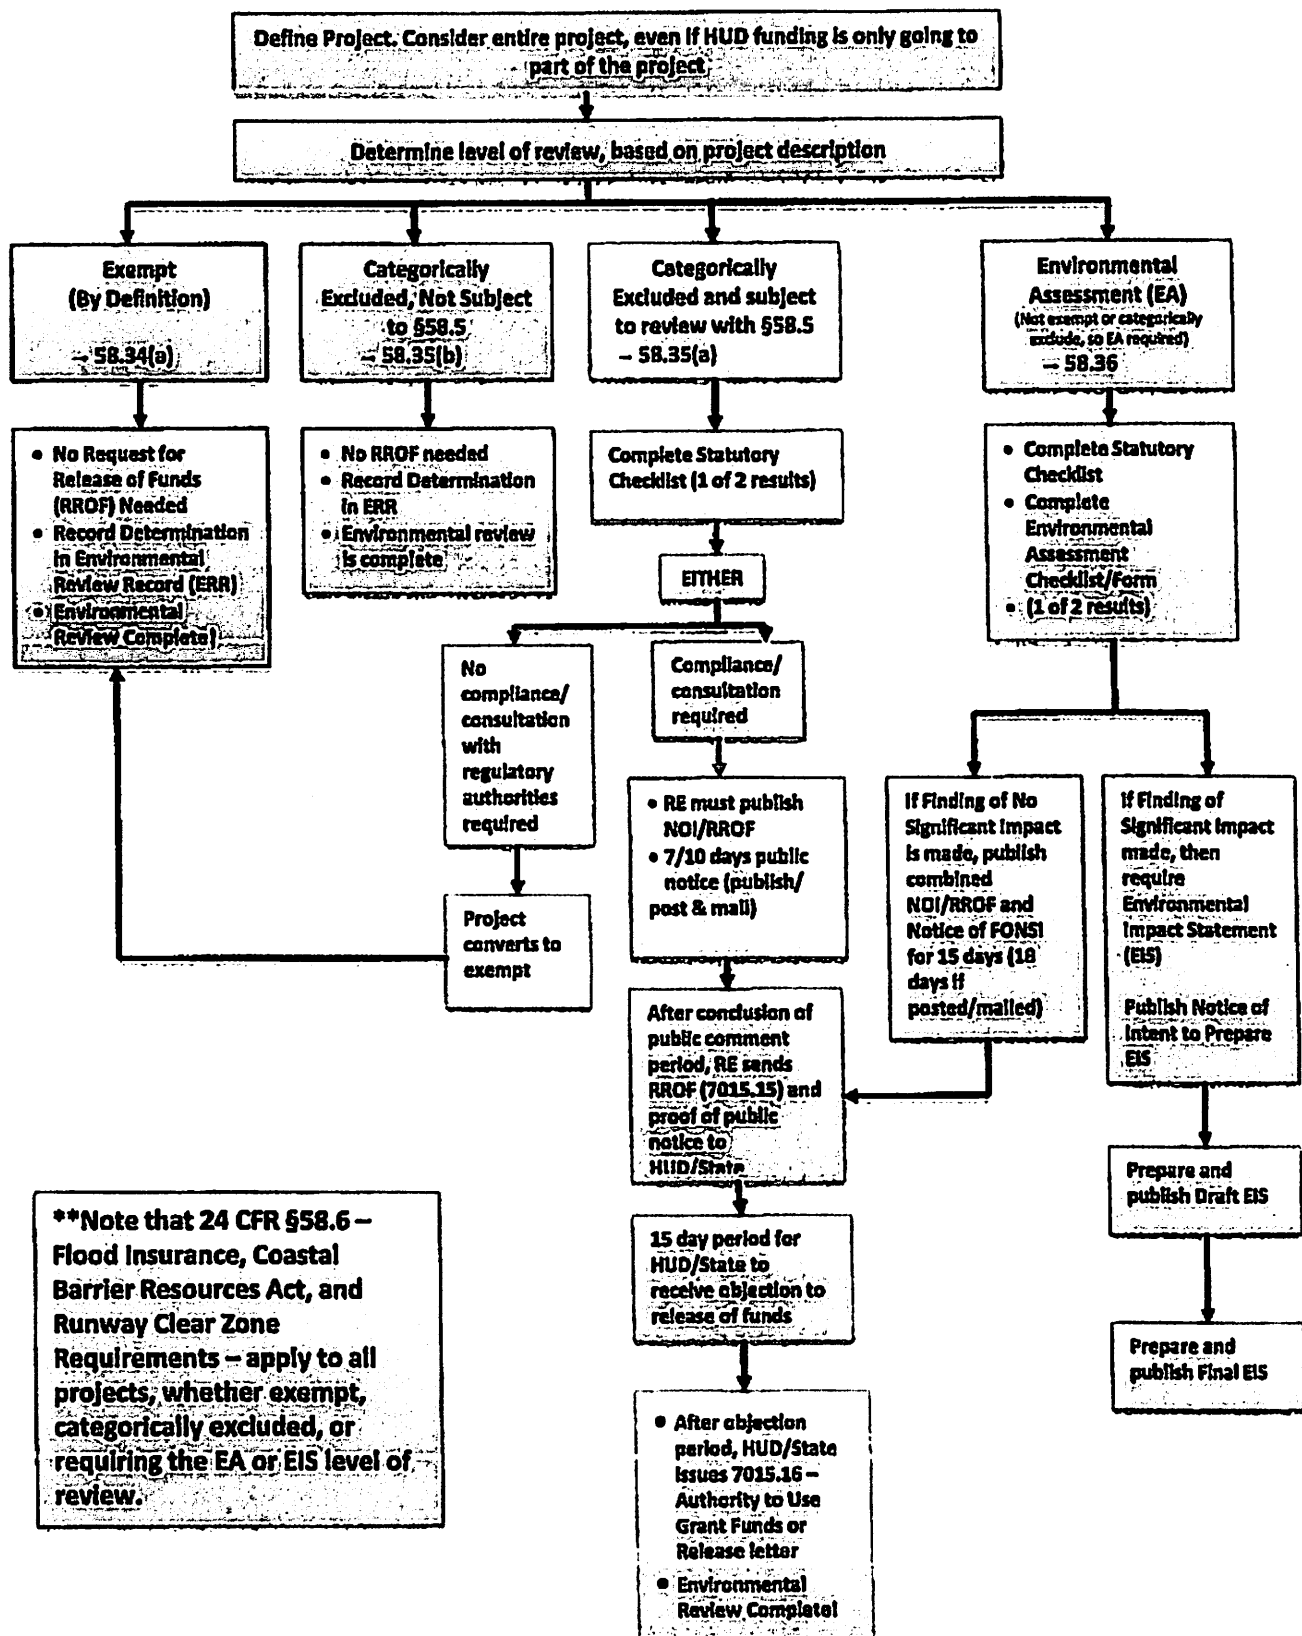 Define Project. Consider entire project, even if HUD funding is only going to
part of the project
Determine level of review, based on project description
Exempt
(By Definition)
– 58.34(a)
Categorically
Excluded, Not Subject
to §58.5
– 58.35(b)
Categorically
Excluded and subject
to review with §58.5
– 58.35(a)
Environmental
Assessment (EA)
(Not exempt or categorically
exclude, so EA required)
– 58.36
• No Request for
Release of Funds
(RROF) Needed
• Record Determination
in Environmental
Review Record (ERR)
• Environmental
Review Complete!
• No RROF needed
• Record Determination
in ERR
• Environmental review
is complete
Complete Statutory
Checklist (1 of 2 results)
• Complete Statutory
Checklist
• Complete
Environmental
Assessment
Checklist/Form
• (1 of 2 results)
EITHER
No
compliance/
consultation
with
regulatory
authorities
required
Compliance/
consultation
required
Project
converts to
exempt
• RE must publish
NOI/RROF
• 7/10 days public
notice (publish/
post & mail)
If Finding of No
Significant Impact
is made, publish
combined
NOI/RROF and
Notice of FONSI
for 15 days (18
days if
posted/mailed)
If Finding of
Significant Impact
made, then
require
Environmental
Impact Statement
(EIS)
Publish Notice of
Intent to Prepare
EIS
After conclusion of
public comment
period, RE sends
RROF (7015.15) and
proof of public
notice to
HUD/State
Prepare and
publish Draft EIS
15 day period for
HUD/State to
receive objection to
release of funds
Prepare and
publish Final EIS
• After objection
period, HUD/State
issues 7015.16 –
Authority to Use
Grant Funds or
Release letter
• Environmental
Review Complete!
**Note that 24 CFR §58.6 –
Flood Insurance, Coastal
Barrier Resources Act, and
Runway Clear Zone
Requirements – apply to all
projects, whether exempt,
categorically excluded, or
requiring the EA or EIS level of
review.